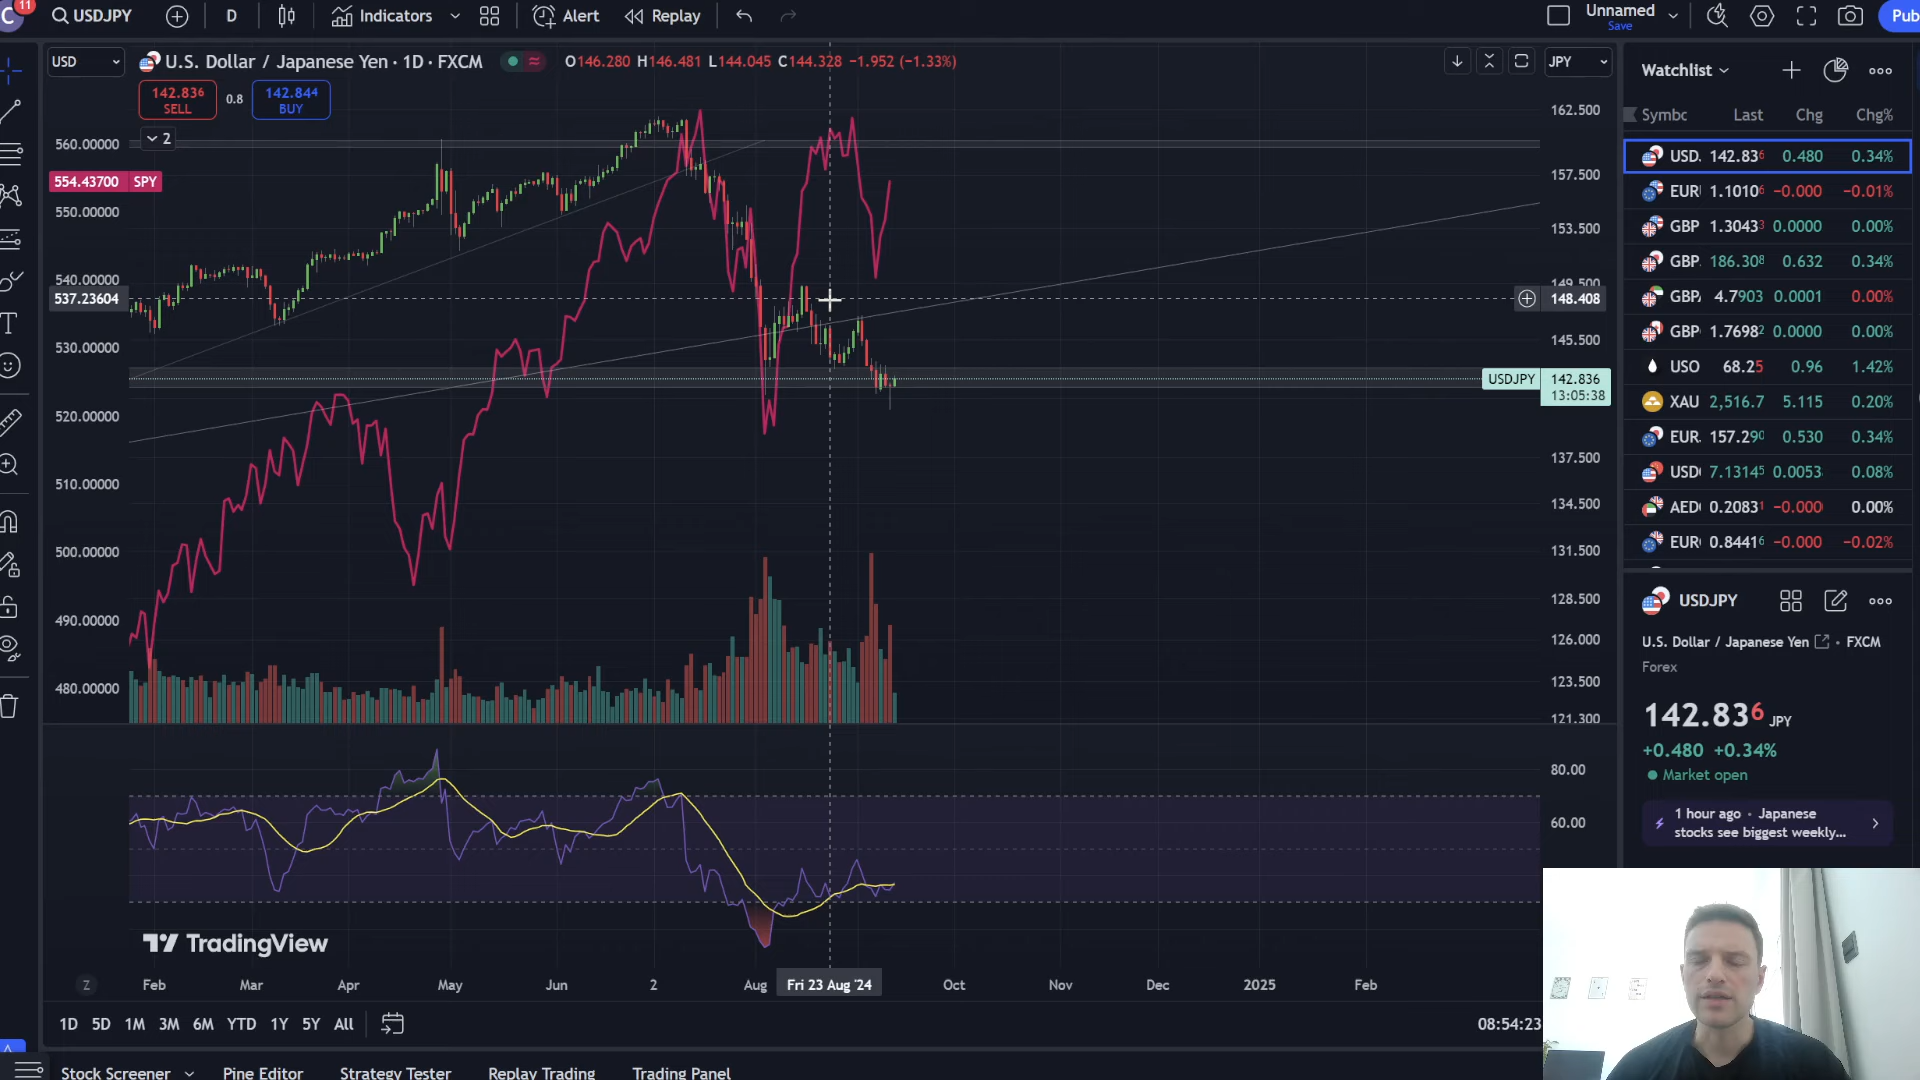 11
USDJPY
D
Indicators
Alert
Replay
Unnamed
Save
Pub
USD
U.S. Dollar / Japanese Yen · 1D · FXCM
O146.280 H146.481 L144.045 C144.328 −1.952 (−1.33%)
JPY
142.836
SELL
0.8
142.844
BUY
2
560.00000
554.43700 SPY
550.00000
540.00000
537.23604
530.00000
520.00000
510.00000
500.00000
490.00000
480.00000
162.500
157.500
153.500
149.500
148.408
145.500
USDJPY 142.836
13:05:38
137.500
134.500
131.500
128.500
126.000
123.500
121.300
80.00
60.00
TradingView
Z
Feb Mar Apr May Jun 2 Aug Fri 23 Aug '24 Oct Nov Dec 2025 Feb
1D 5D 1M 3M 6M YTD 1Y 5Y All
08:54:23
Stock Screener Pine Editor Strategy Tester Replay Trading Trading Panel
Watchlist
Symbc Last Chg Chg%
USD. 142.836 0.480 0.34%
EUR 1.10106 −0.000 −0.01%
GBP 1.30433 0.0000 0.00%
GBP. 186.308 0.632 0.34%
GBP 4.7903 0.0001 0.00%
GBP 1.76982 0.0000 0.00%
USO 68.25 0.96 1.42%
XAU 2,516.7 5.115 0.20%
EUR. 157.290 0.530 0.34%
USD 7.13145 0.0053 0.08%
AED 0.2083 −0.000 0.00%
EUR 0.84416 −0.000 −0.02%
USDJPY
U.S. Dollar / Japanese Yen · FXCM
Forex
142.836 JPY
+0.480 +0.34%
Market open
1 hour ago · Japanese
stocks see biggest weekly...